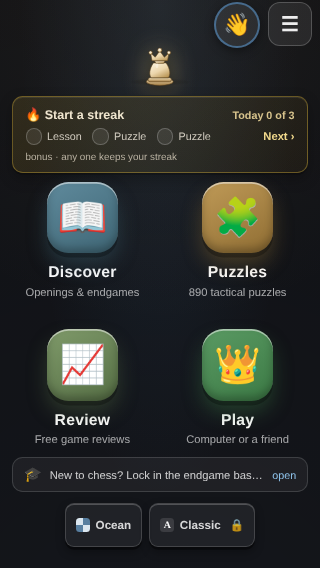 🔥 Start a streak Today 0 of 3
Lesson Puzzle Puzzle Next ›
bonus · any one keeps your streak
Discover Puzzles
Openings & endgames 890 tactical puzzles
Review Play
Free game reviews Computer or a friend
New to chess? Lock in the endgame bas… open
Ocean A Classic